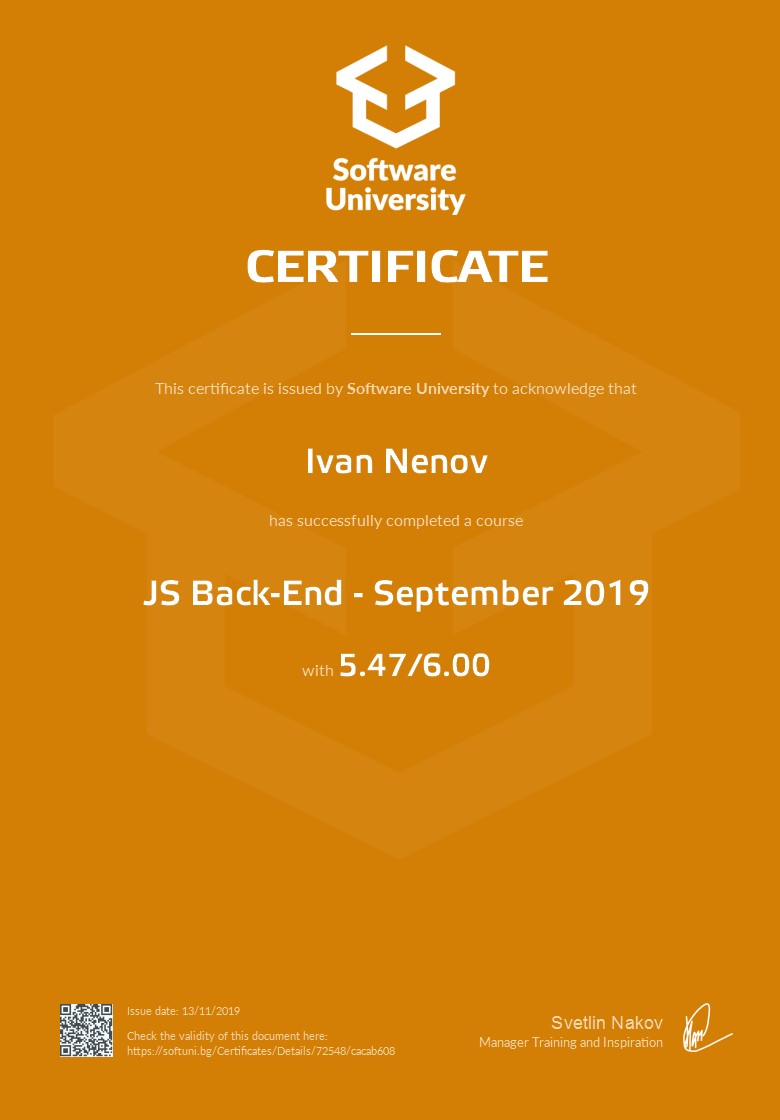 Software
University
CERTIFICATE
This certificate is issued by Software University to acknowledge that
Ivan Nenov
has successfully completed a course
JS Back-End - September 2019
with 5.47/6.00
Issue date: 13/11/2019
Check the validity of this document here:
https://softuni.bg/Certificates/Details/72548/cacab608
Svetlin Nakov
Manager Training and Inspiration